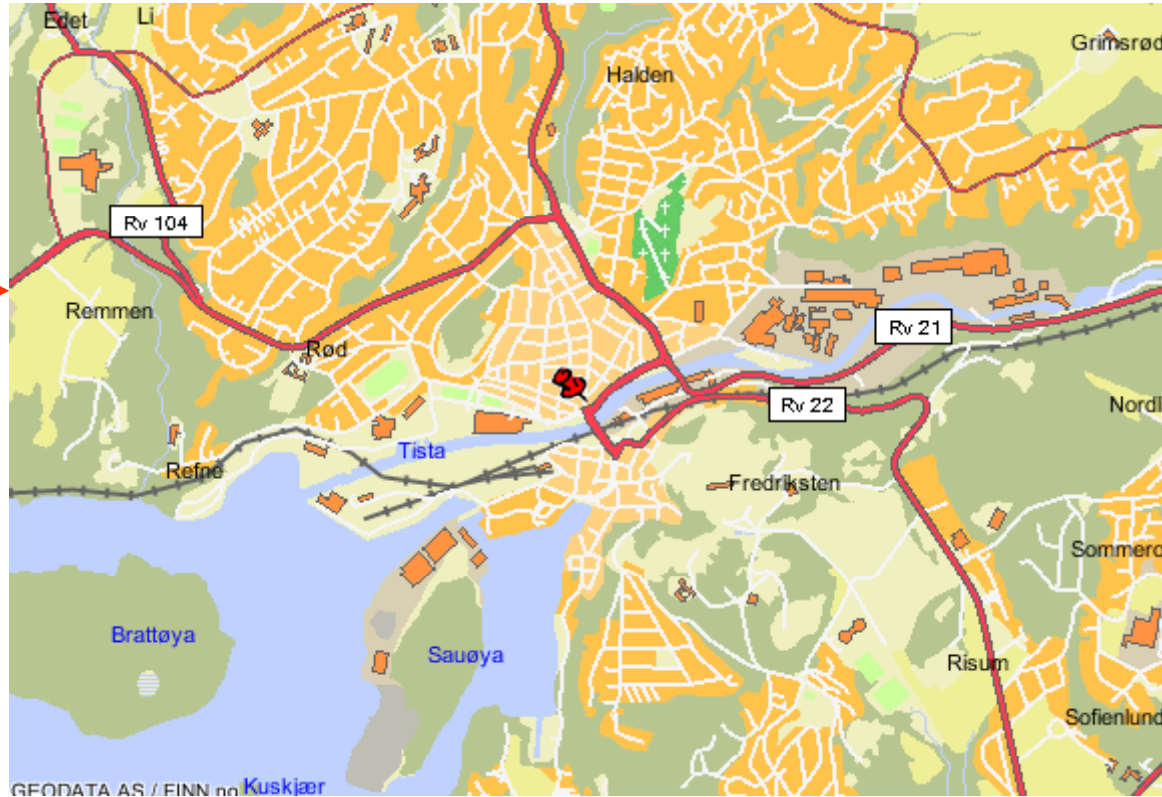 Edet
Li
Grimsrød
Halden
Rv 104
Remmen
Rv 21
Rød
Rv 22
Nordl
Tista
Refne
Fredriksten
Sommero
Brattøya
Sauøya
Risum
Sofienlund
Kuskjær
GEODATA AS / FINN no